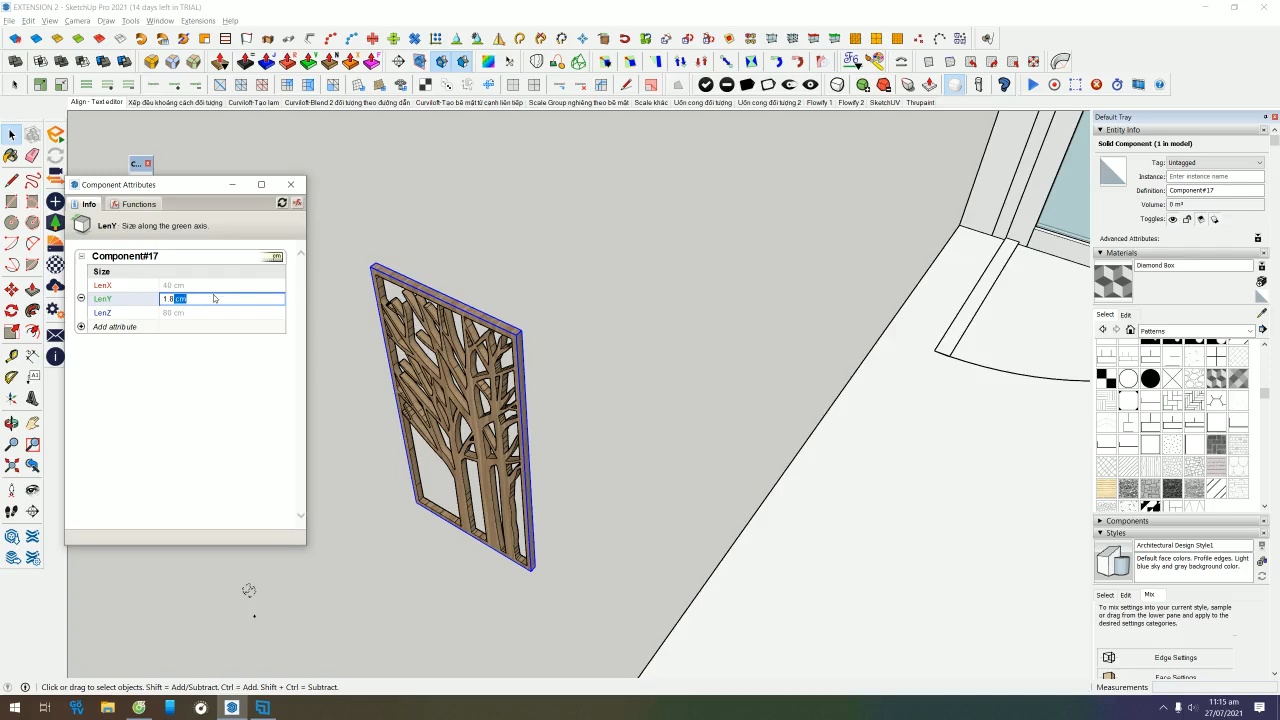 EXTENSION 2 - SketchUp Pro 2021 (14 days left in TRIAL)
File Edit View Camera Draw Tools Window Extensions Help
Align - Text editor Xếp đều khoảng cách đối tượng Curviloft-Tạo lam Curviloft-Blend 2 đối tượng theo đường dẫn Curiloft-Tạo bề mặt từ cạnh liên tiếp Scale Group nghiêng theo bề mặt Scale khác Uốn cong đối tượng Uốn cong đối tượng 2 Flowify 1 Flowify 2 SketchUV Thrupaint
C...
Component Attributes
Info Functions
LenY Size along the green axis.
Component#17
cm
Size
LenX 40 cm
LenY 1.8 cm
LenZ 80 cm
Add attribute
Default Tray
Entity Info
Solid Component (1 in model)
Tag: Untagged
Instance: Enter instance name
Definition: Component#17
Volume: 0 m³
Toggles:
Advanced Attributes:
Materials
Diamond Box
Select Edit
Patterns
Components
Styles
Architectural Design Style1
Default face colors. Profile edges. Light
blue sky and gray background color.
Select Edit Mix
To mix settings into your current style, sample
or drag from the lower pane and apply to the
desired settings categories.
Edge Settings
Face Settings
Click or drag to select objects. Shift = Add/Subtract. Ctrl = Add. Shift + Ctrl = Subtract.
Measurements
11:15 am
27/07/2021